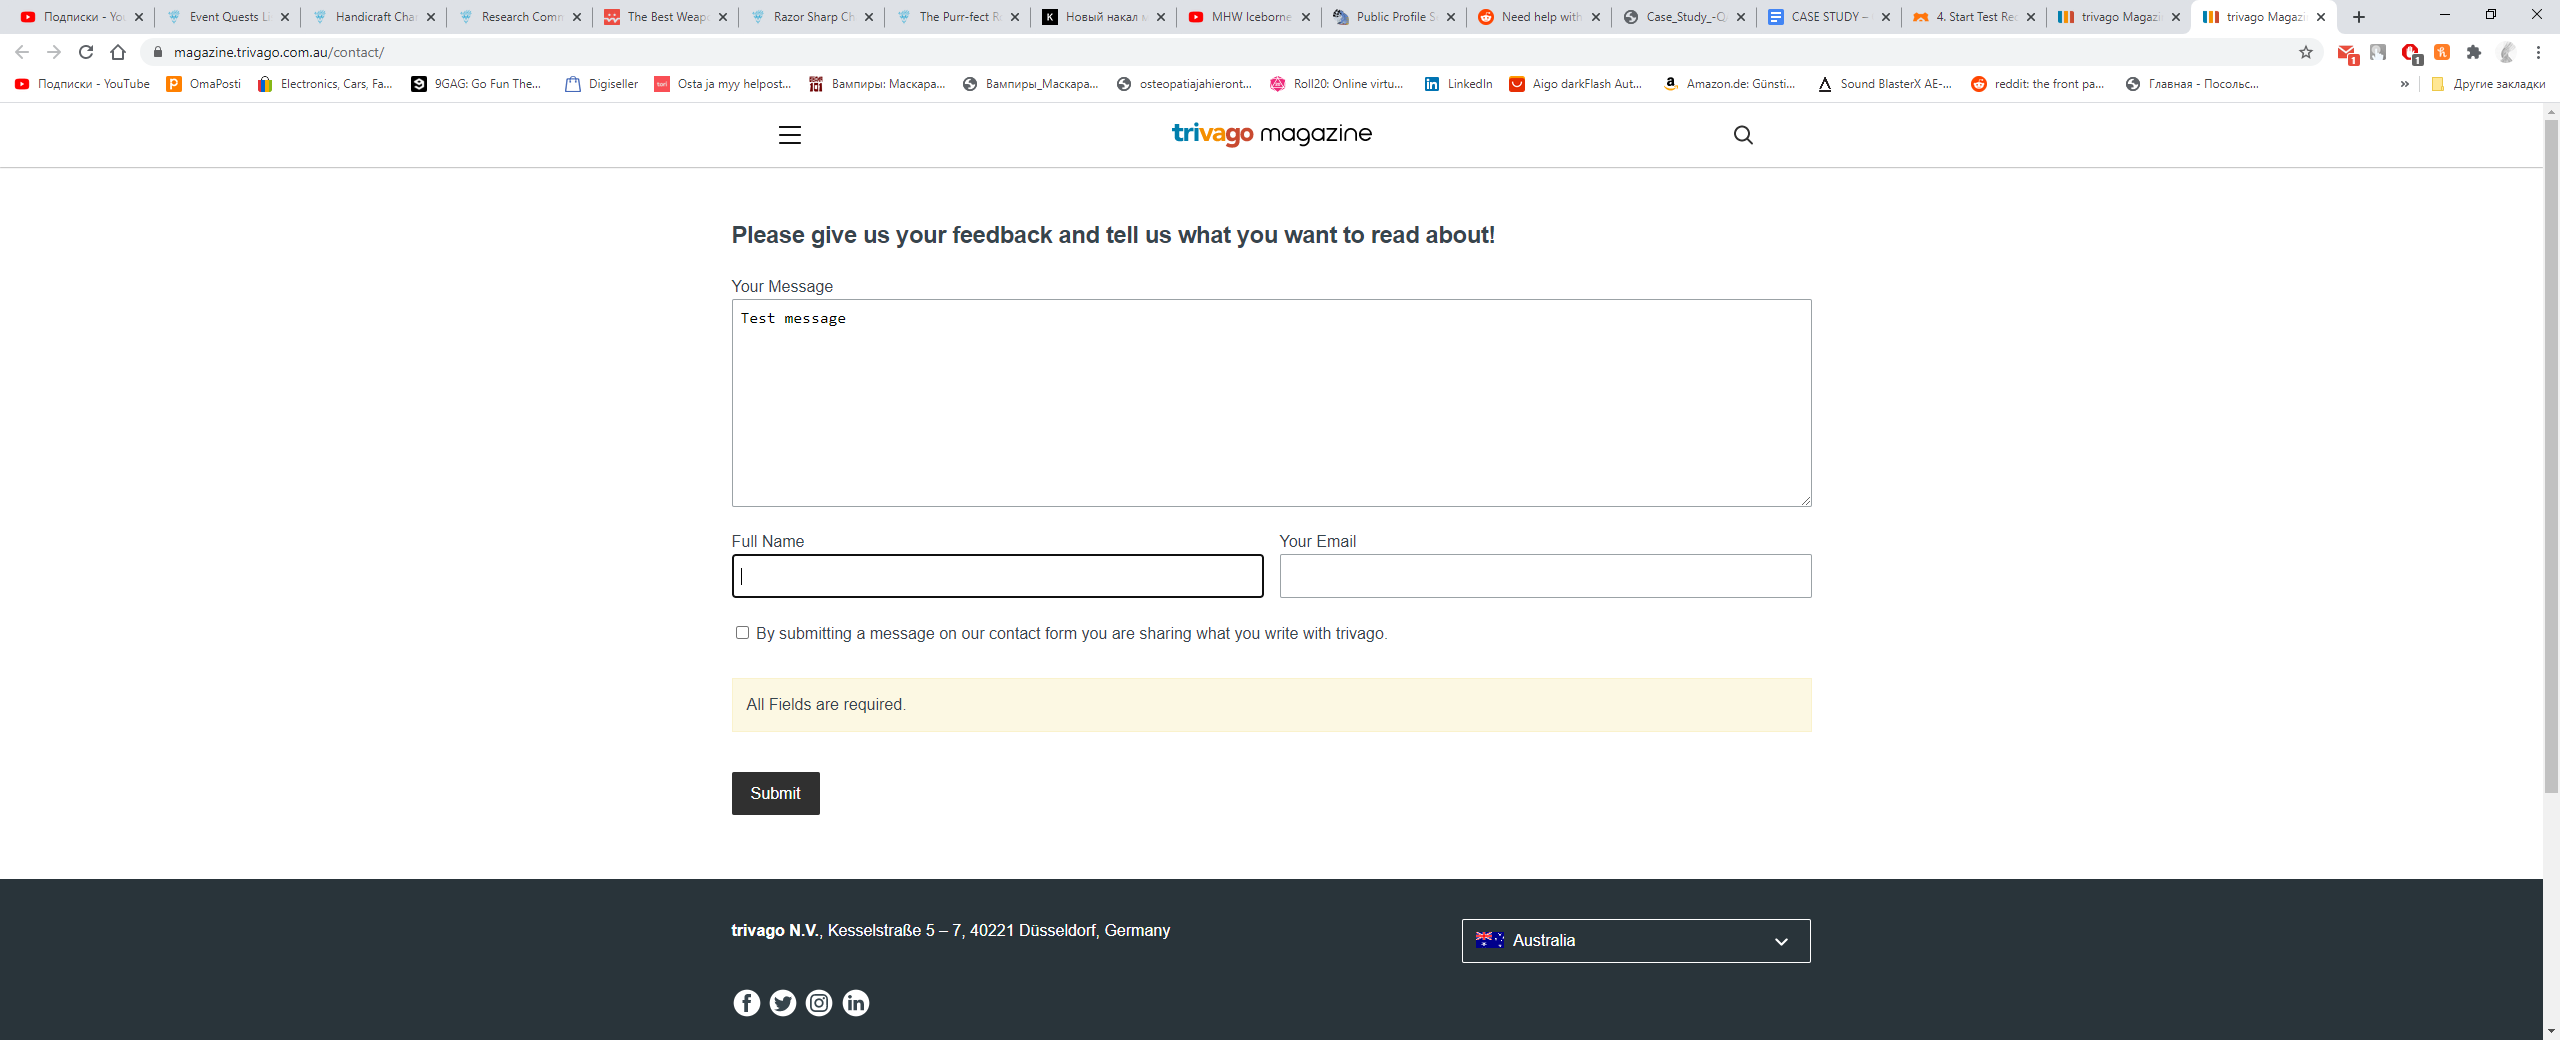 Подписки - You
Event Quests Li
Handicraft Cha
Research Comm
The Best Weapo
Razor Sharp Ch
The Purr-fect Ro
Новый накал м
MHW Iceborne
Public Profile S
Need help with
Case_Study_-Q
CASE STUDY –
4. Start Test Rec
trivago Magazi
trivago Magazi
magazine.trivago.com.au/contact/
1
1
Подписки - YouTube
OmaPosti
Electronics, Cars, Fa...
9GAG: Go Fun The...
Digiseller
Osta ja myy helpost...
Вампиры: Маскара...
Вампиры_Маскара...
osteopatiajahieront...
Roll20: Online virtu...
LinkedIn
Aigo darkFlash Aut...
Amazon.de: Günsti...
Sound BlasterX AE-...
reddit: the front pa...
Главная - Посольс...
»
Другие закладки
trivago magazine
Please give us your feedback and tell us what you want to read about!
Your Message
Test message
Full Name
Your Email
By submitting a message on our contact form you are sharing what you write with trivago.
All Fields are required.
Submit
trivago N.V., Kesselstraße 5 – 7, 40221 Düsseldorf, Germany
Australia